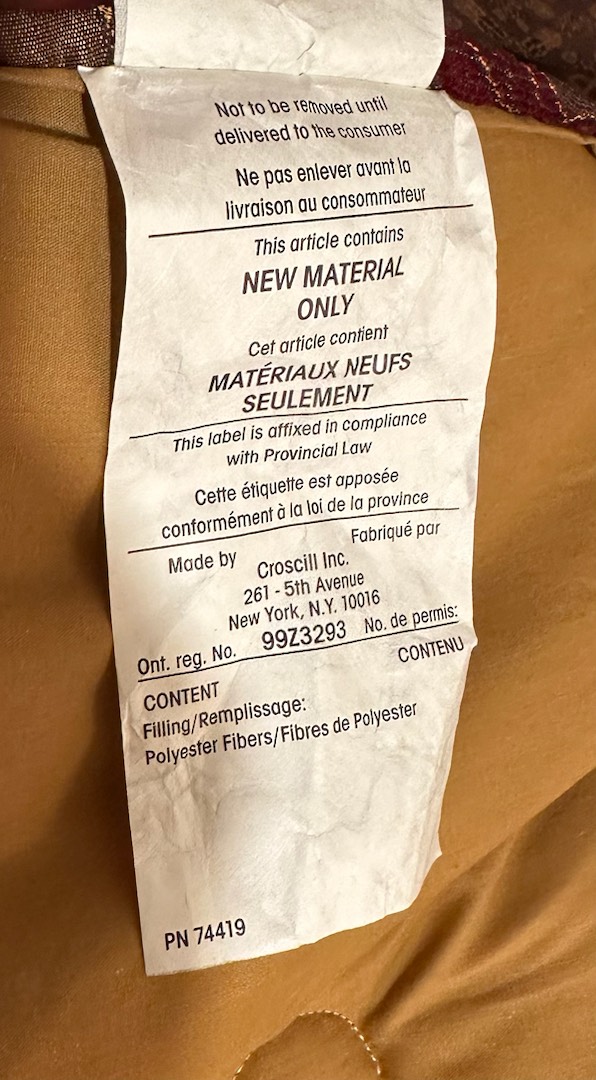 Not to be removed until
delivered to the consumer
Ne pas enlever avant la
livraison au consommateur
This article contains
NEW MATERIAL
ONLY
Cet article contient
MATÉRIAUX NEUFS
SEULEMENT
This label is affixed in compliance
with Provincial Law
Cette étiquette est apposée
conformément à la loi de la province
Made by Fabriqué par
Croscill Inc.
261 - 5th Avenue
New York, N.Y. 10016
Ont. reg. No. 99Z3293 No. de permis:
CONTENT CONTENU
Filling/Remplissage:
Polyester Fibers/Fibres de Polyester
PN 74419